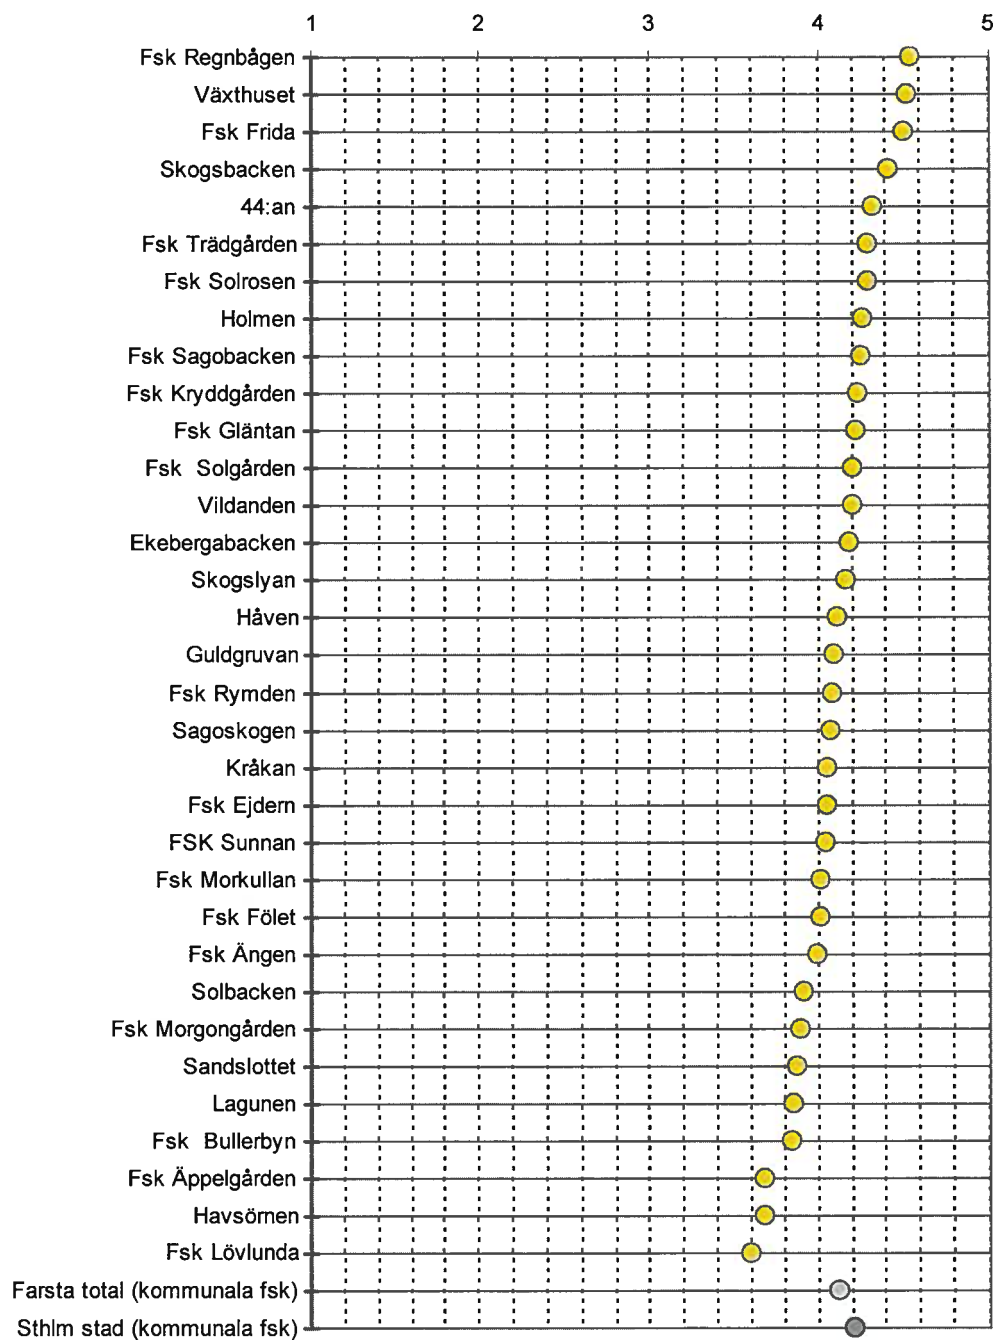 1 2 3 4 5
Fsk Regnbågen
Växthuset
Fsk Frida
Skogsbacken
44:an
Fsk Trädgården
Fsk Solrosen
Holmen
Fsk Sagobacken
Fsk Kryddgården
Fsk Gläntan
Fsk Solgården
Vildanden
Ekebergabacken
Skogslyan
Håven
Guldgruvan
Fsk Rymden
Sagoskogen
Kråkan
Fsk Ejdern
FSK Sunnan
Fsk Morkullan
Fsk Fölet
Fsk Ängen
Solbacken
Fsk Morgongården
Sandslottet
Lagunen
Fsk Bullerbyn
Fsk Äppelgården
Havsörnen
Fsk Lövlunda
Farsta total (kommunala fsk)
Sthlm stad (kommunala fsk)